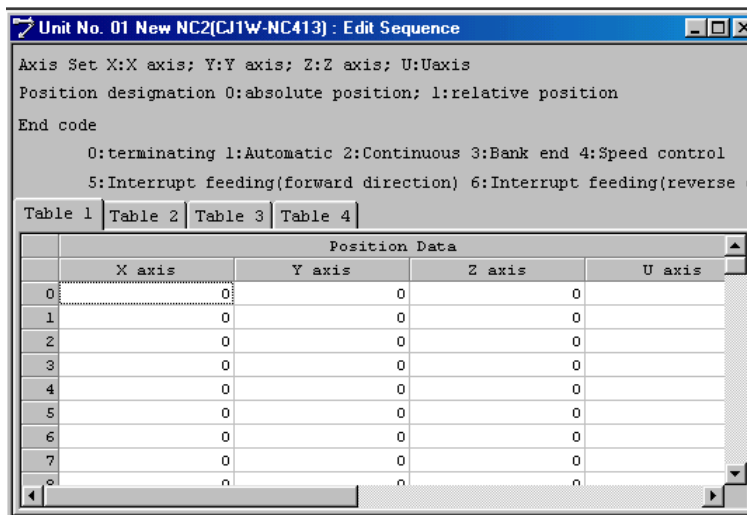 Unit No. 01 New NC2(CJ1W-NC413) : Edit Sequence
Axis Set X:X axis; Y:Y axis; Z:Z axis; U:Uaxis
Position designation 0:absolute position; 1:relative position
End code
0:terminating 1:Automatic 2:Continuous 3:Bank end 4:Speed control
5:Interrupt feeding(forward direction) 6:Interrupt feeding(reverse
Table 1 Table 2 Table 3 Table 4
Position Data
X axis Y axis Z axis U axis
0 0 0 0
1 0 0 0
2 0 0 0
3 0 0 0
4 0 0 0
5 0 0 0
6 0 0 0
7 0 0 0